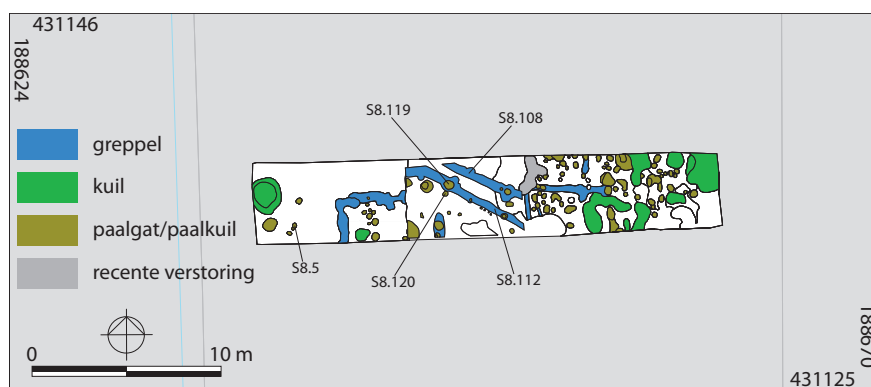 431146
188624
S8.119
S8.108
greppel
kuil
paalgat/paalkuil
recente verstoring
S8.5
S8.120
S8.112
0 10 m
188670
431125